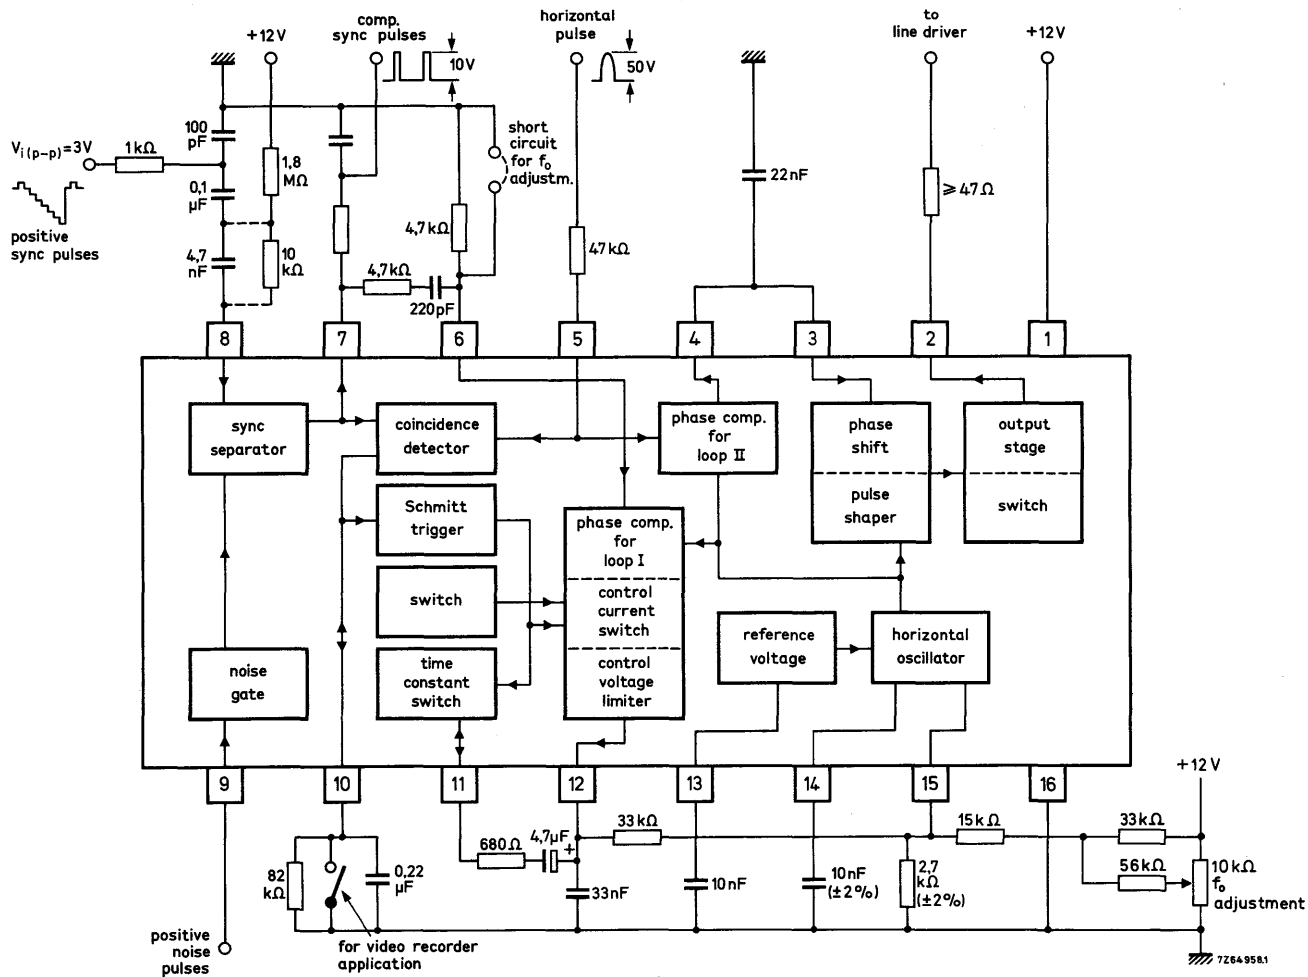 +12V
comp.
sync pulses
10V
horizontal
pulse
50V
to
line driver
+12V
100
pF
Vi(p-p)=3V
1kΩ
1,8
MΩ
0,1
µF
positive
sync pulses
4,7
nF
10
kΩ
short
circuit
for fo
adjustm.
4,7kΩ
4,7kΩ
220pF
47kΩ
22nF
≥47Ω
8
7
6
5
4
3
2
1
sync
separator
coincidence
detector
phase comp.
for
loop II
phase
shift
pulse
shaper
output
stage
switch
Schmitt
trigger
switch
time
constant
switch
phase comp.
for
loop I
control
current
switch
control
voltage
limiter
reference
voltage
horizontal
oscillator
noise
gate
9
10
11
12
13
14
15
16
+12V
82
kΩ
0,22
µF
680Ω
4,7µF
+
33kΩ
33nF
10nF
10nF
(±2%)
2,7
kΩ
(±2%)
15kΩ
33kΩ
56kΩ
10kΩ
fo
adjustment
positive
noise
pulses
for video recorder
application
7Z64958.1